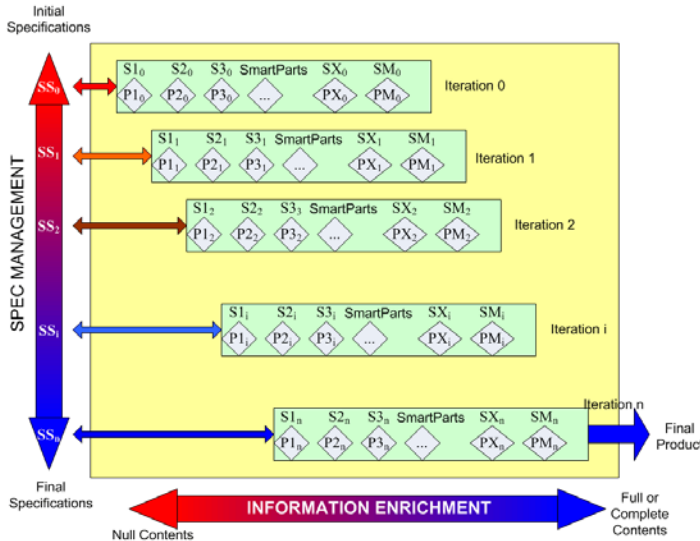 Initial
Specifications
SPEC MANAGEMENT
SS₀
S1₀ S2₀ S3₀ SmartParts SX₀ SM₀
P1₀ P2₀ P3₀ ... PX₀ PM₀
Iteration 0
SS₁
S1₁ S2₁ S3₁ SmartParts SX₁ SM₁
P1₁ P2₁ P3₁ ... PX₁ PM₁
Iteration 1
SS₂
S1₂ S2₂ S3₃ SmartParts SX₂ SM₂
P1₂ P2₂ P3₂ ... PX₂ PM₂
Iteration 2
SSᵢ
S1ᵢ S2ᵢ S3ᵢ SmartParts SXᵢ SMᵢ
P1ᵢ P2ᵢ P3ᵢ ... PXᵢ PMᵢ
Iteration i
SSₙ
S1ₙ S2ₙ S3ₙ SmartParts SXₙ SMₙ
P1ₙ P2ₙ P3ₙ ... PXₙ PMₙ
Iteration n
Final
Product
Final
Specifications
INFORMATION ENRICHMENT
Null Contents
Full or
Complete
Contents